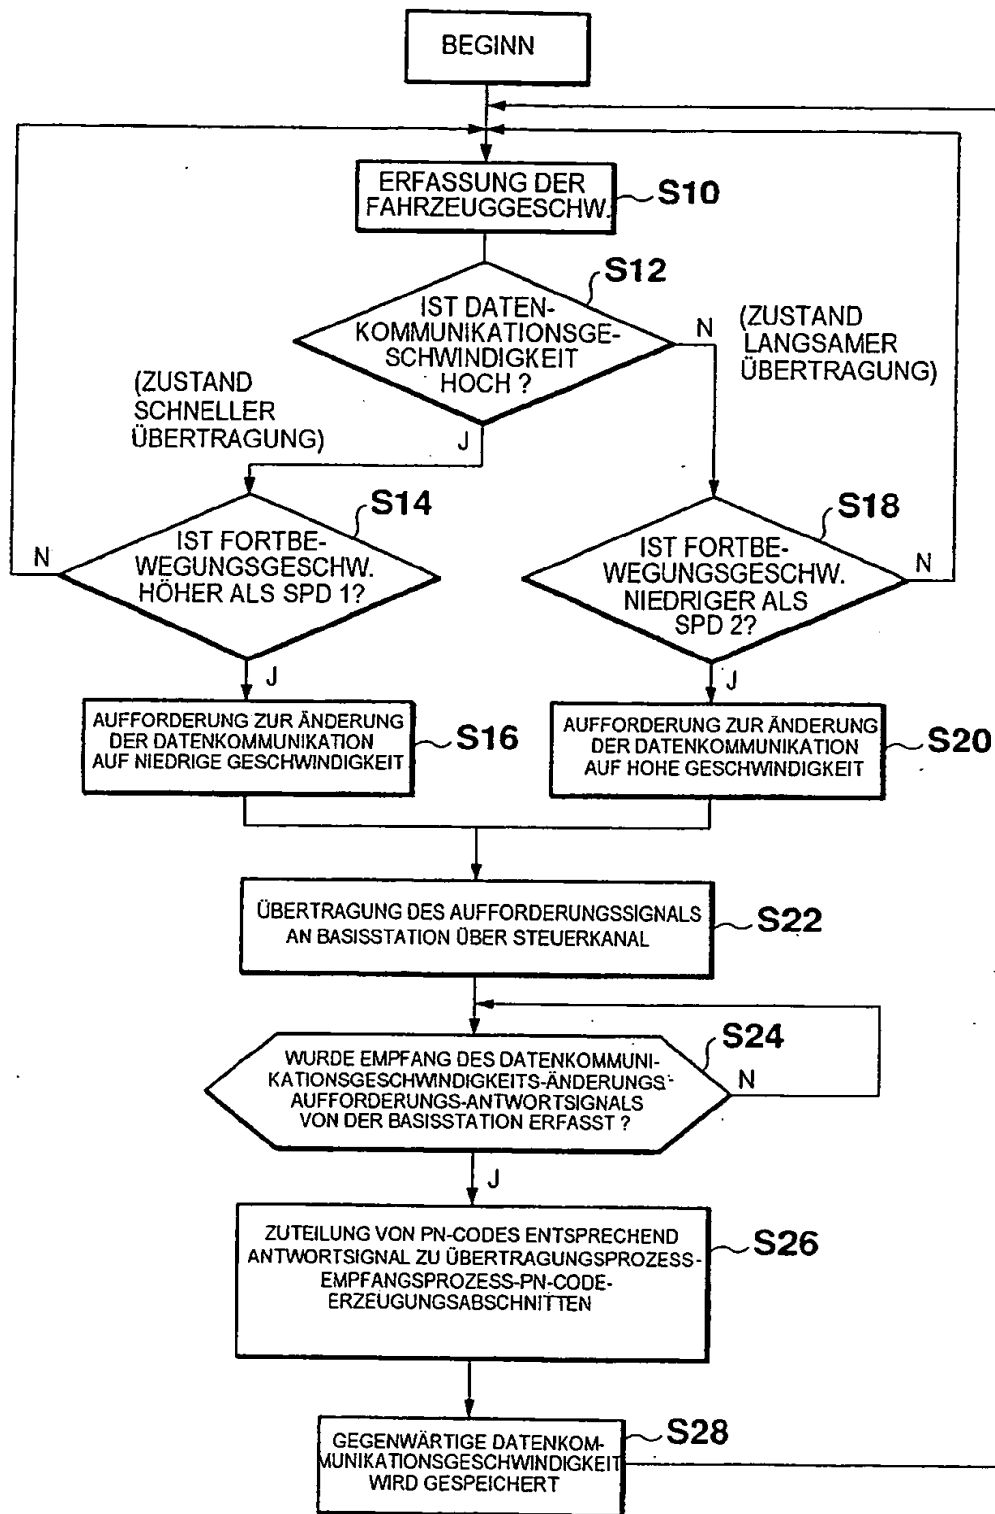 BEGINN
ERFASSUNG DER
FAHRZEUGGESCHW.
S10
S12
IST DATEN-
KOMMUNIKATIONSGE-
SCHWINDIGKEIT
HOCH ?
N
(ZUSTAND
LANGSAMER
ÜBERTRAGUNG)
(ZUSTAND
SCHNELLER
ÜBERTRAGUNG)
J
S14
IST FORTBE-
WEGUNGSGESCHW.
HÖHER ALS SPD 1?
N
J
S18
IST FORTBE-
WEGUNGSGESCHW.
NIEDRIGER ALS
SPD 2?
N
J
AUFFORDERUNG ZUR ÄNDERUNG
DER DATENKOMMUNIKATION
AUF NIEDRIGE GESCHWINDIGKEIT
S16
AUFFORDERUNG ZUR ÄNDERUNG
DER DATENKOMMUNIKATION
AUF HOHE GESCHWINDIGKEIT
S20
ÜBERTRAGUNG DES AUFFORDERUNGSSIGNALS
AN BASISSTATION ÜBER STEUERKANAL
S22
S24
WURDE EMPFANG DES DATENKOMMUNI-
KATIONSGESCHWINDIGKEITS-ÄNDERUNGS-
AUFFORDERUNGS-ANTWORTSIGNALS
VON DER BASISSTATION ERFASST ?
N
J
ZUTEILUNG VON PN-CODES ENTSPRECHEND
ANTWORTSIGNAL ZU ÜBERTRAGUNGSPROZESS-
EMPFANGSPROZESS-PN-CODE-
ERZEUGUNGSABSCHNITTEN
S26
GEGENWÄRTIGE DATENKOM-
MUNIKATIONSGESCHWINDIGKEIT
WIRD GESPEICHERT
S28